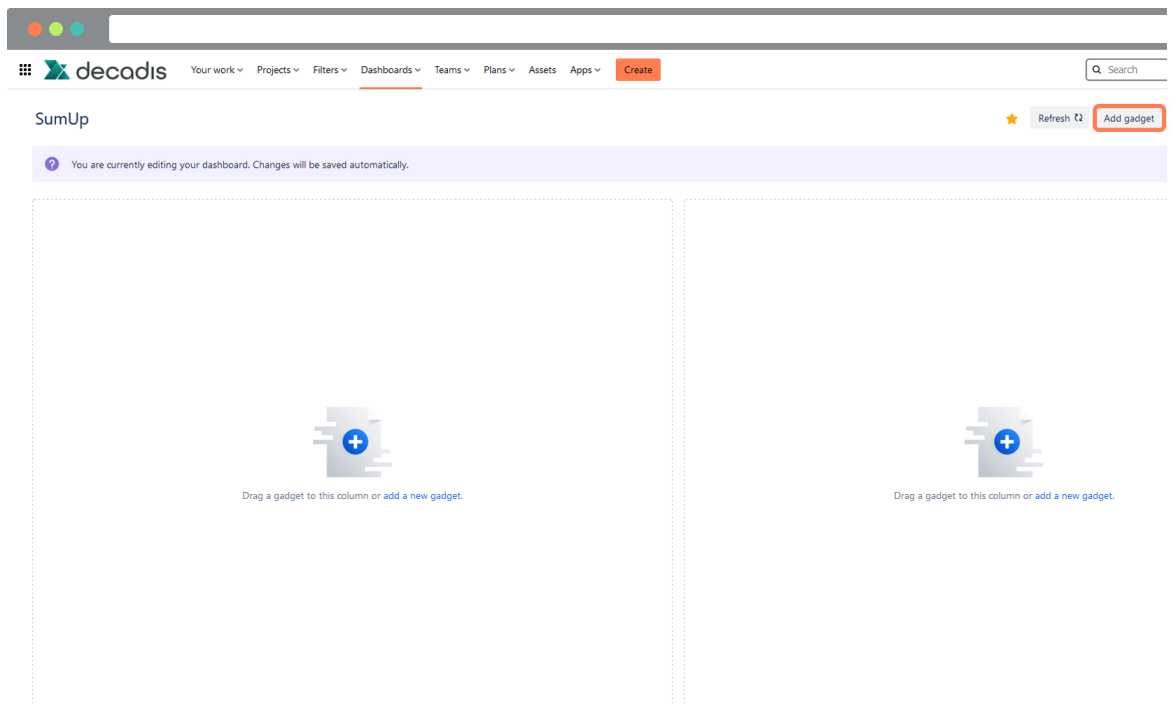 decadis Your work Projects Filters Dashboards Teams Plans Assets Apps Create Search
SumUp Refresh Add gadget
? You are currently editing your dashboard. Changes will be saved automatically.
Drag a gadget to this column or add a new gadget. Drag a gadget to this column or add a new gadget.